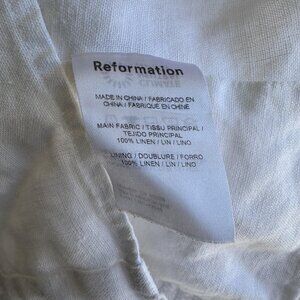 Reformation
CLIMATE
MADE IN CHINA / FABRICADO EN
CHINA / FABRIQUÉ EN CHINE
MAIN FABRIC / TISSU PRINCIPAL /
TEJIDO PRINCIPAL
100% LINEN / LIN / LINO
LINING / DOUBLURE / FORRO
100% LINEN / LIN / LINO